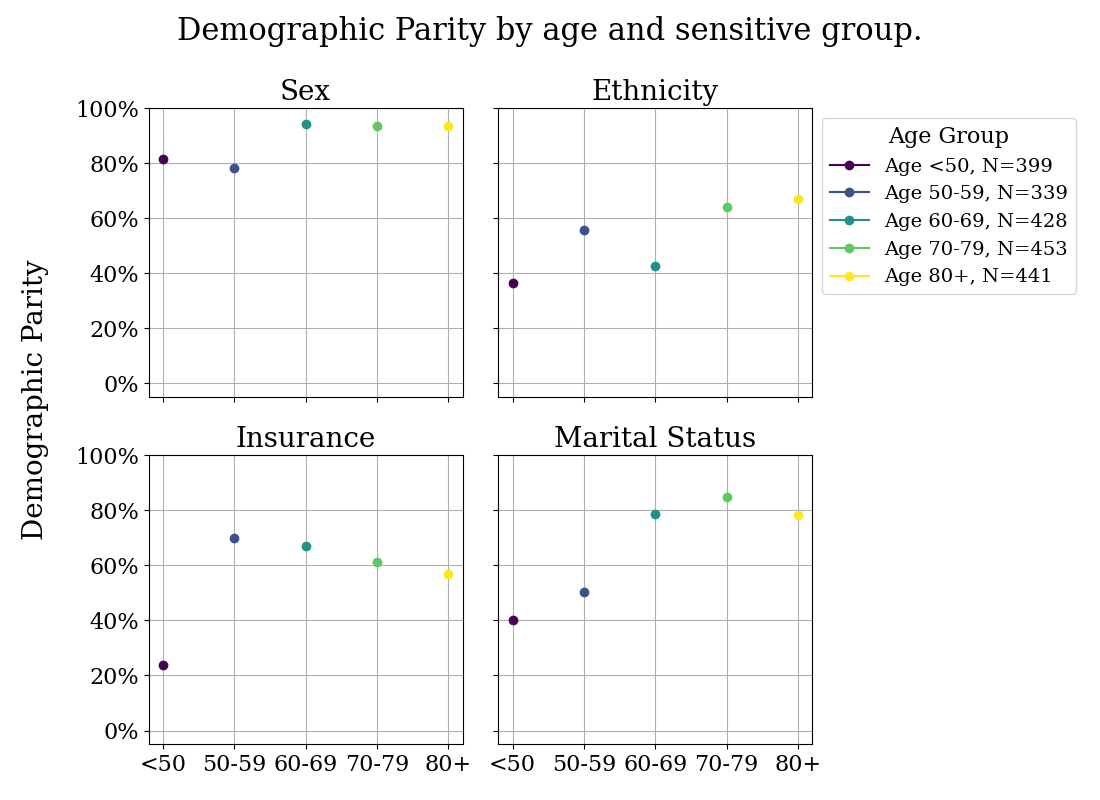 Demographic Parity by age and sensitive group.
Sex
Ethnicity
100%
80%
60%
40%
20%
0%
Age Group
Age <50, N=399
Age 50-59, N=339
Age 60-69, N=428
Age 70-79, N=453
Age 80+, N=441
Demographic Parity
Insurance
Marital Status
100%
80%
60%
40%
20%
0%
<50 50-59 60-69 70-79 80+
<50 50-59 60-69 70-79 80+